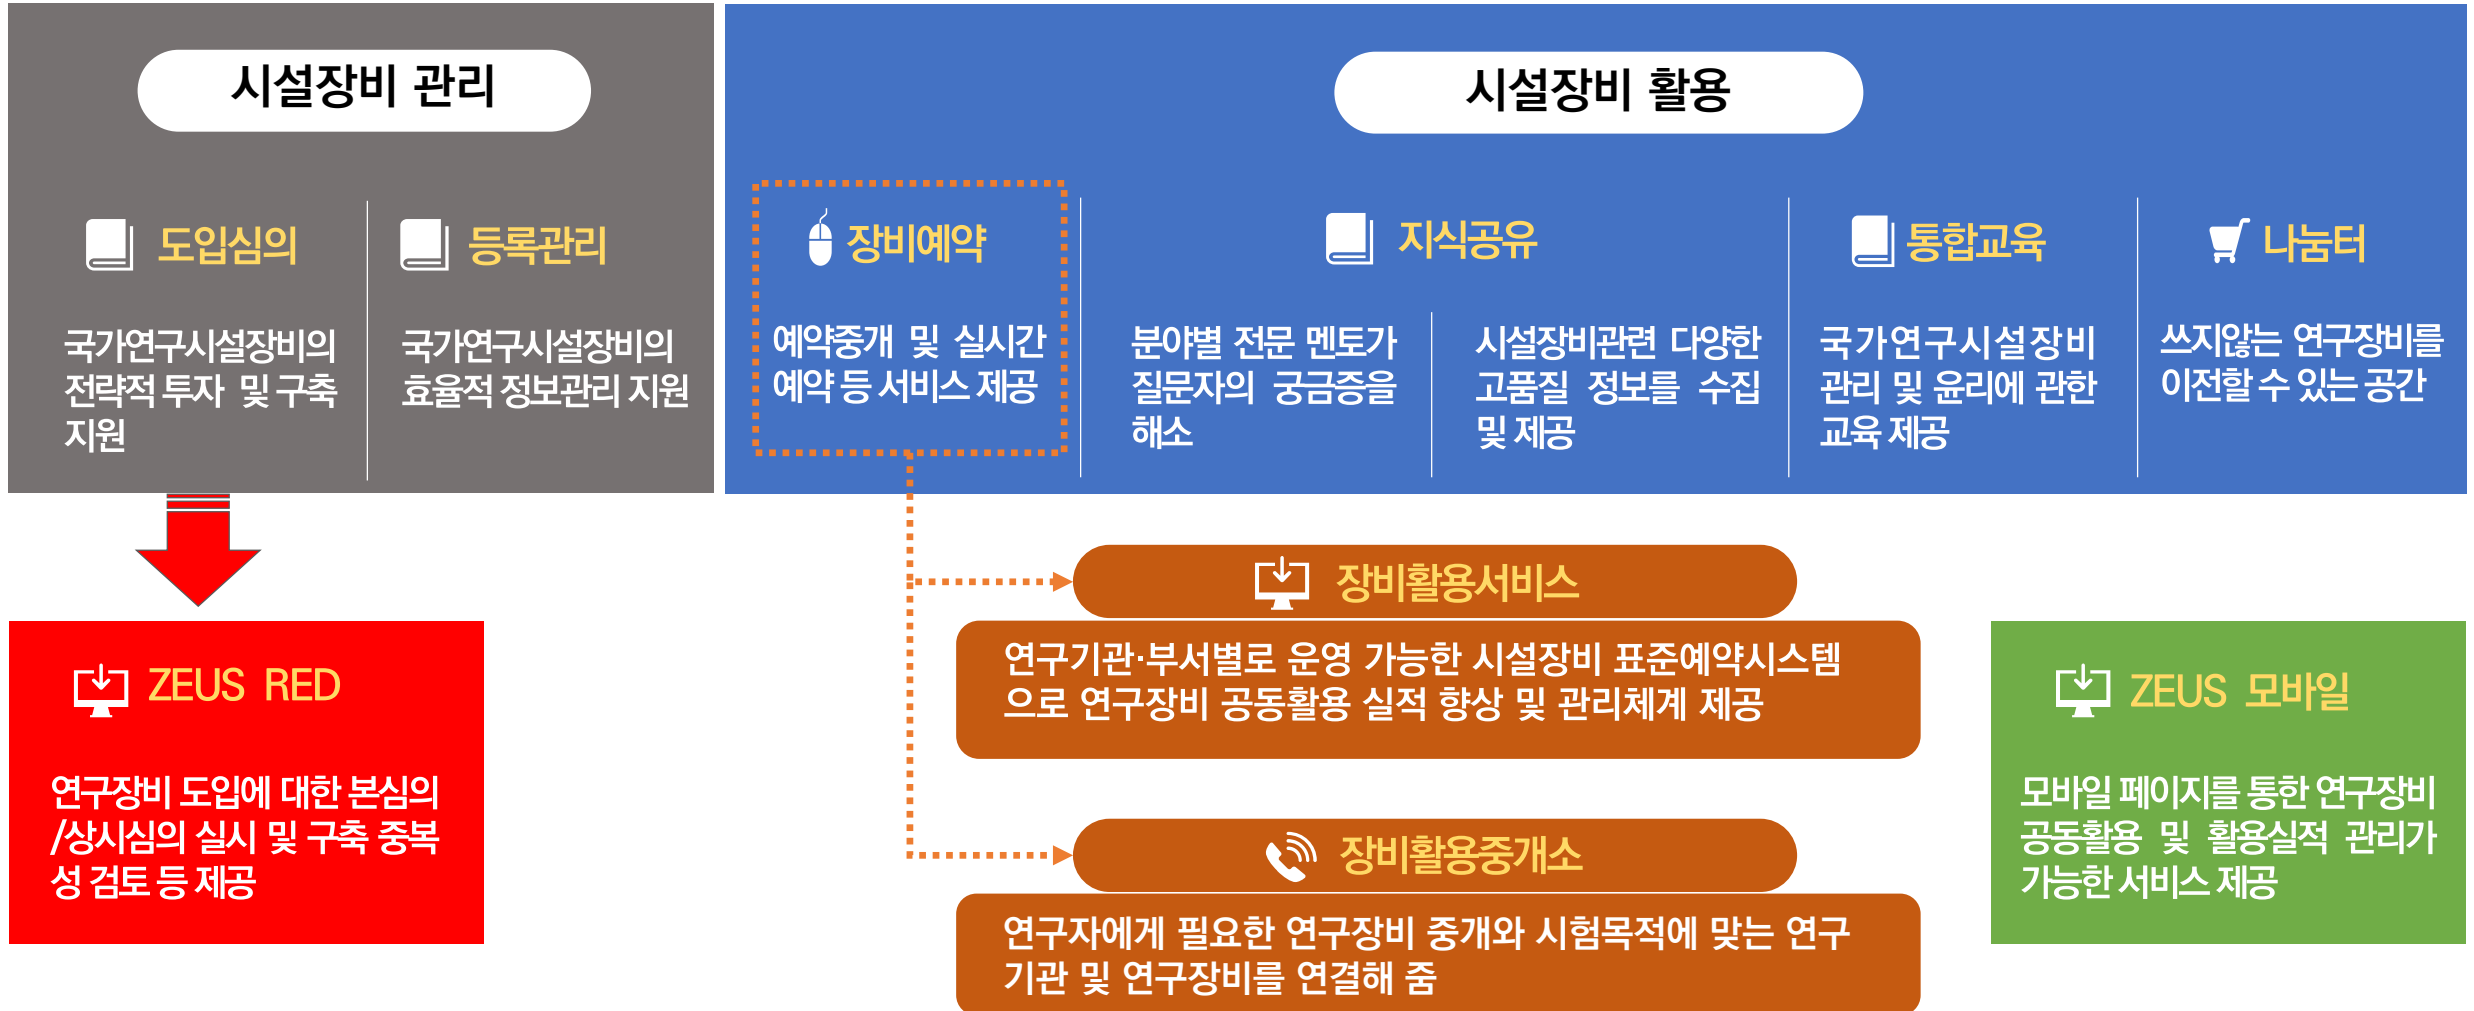 시설장비 관리
도입심의
국가연구시설장비의
전략적 투자 및 구축
지원
등록관리
국가연구시설장비의
효율적 정보관리 지원
시설장비 활용
장비예약
예약중개 및 실시간
예약 등 서비스 제공
지식공유
분야별 전문 멘토가
질문자의 궁금증을
해소
시설장비관련 다양한
고품질 정보를 수집
및 제공
통합교육
국가연구시설장비
관리 및 윤리에 관한
교육 제공
나눔터
쓰지않는 연구장비를
이전할 수 있는 공간
ZEUS RED
연구장비 도입에 대한 본심의
/상시심의 실시 및 구축 중복
성 검토 등 제공
장비활용서비스
연구기관·부서별로 운영 가능한 시설장비 표준예약시스템
으로 연구장비 공동활용 실적 향상 및 관리체계 제공
장비활용중개소
연구자에게 필요한 연구장비 중개와 시험목적에 맞는 연구
기관 및 연구장비를 연결해 줌
ZEUS 모바일
모바일 페이지를 통한 연구장비
공동활용 및 활용실적 관리가
가능한 서비스 제공